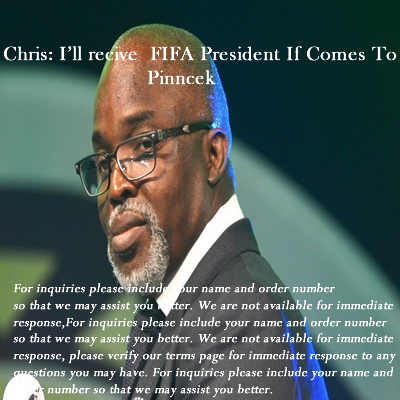 Chris: I'll recive FIFA President If Comes To
Pinncek
For inquiries please include your name and order number
so that we may assist you better. We are not available for immediate
response,For inquiries please include your name and order number
so that we may assist you better. We are not available for immediate
response, please verify our terms page for immediate response to any
questions you may have. For inquiries please include your name and
order number so that we may assist you better.